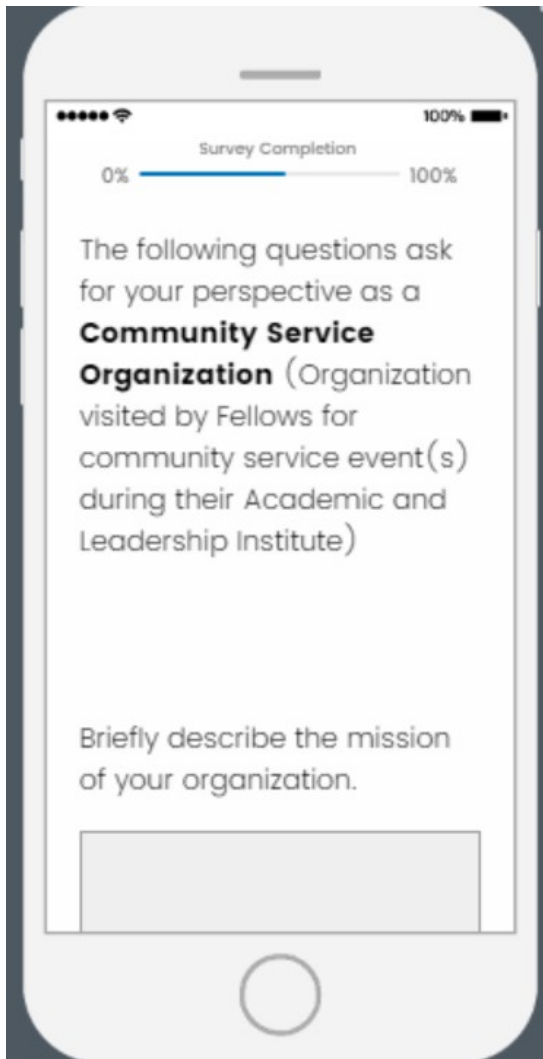 100%
Survey Completion
0% 100%
The following questions ask
for your perspective as a
Community Service
Organization (Organization
visited by Fellows for
community service event(s)
during their Academic and
Leadership Institute)
Briefly describe the mission
of your organization.